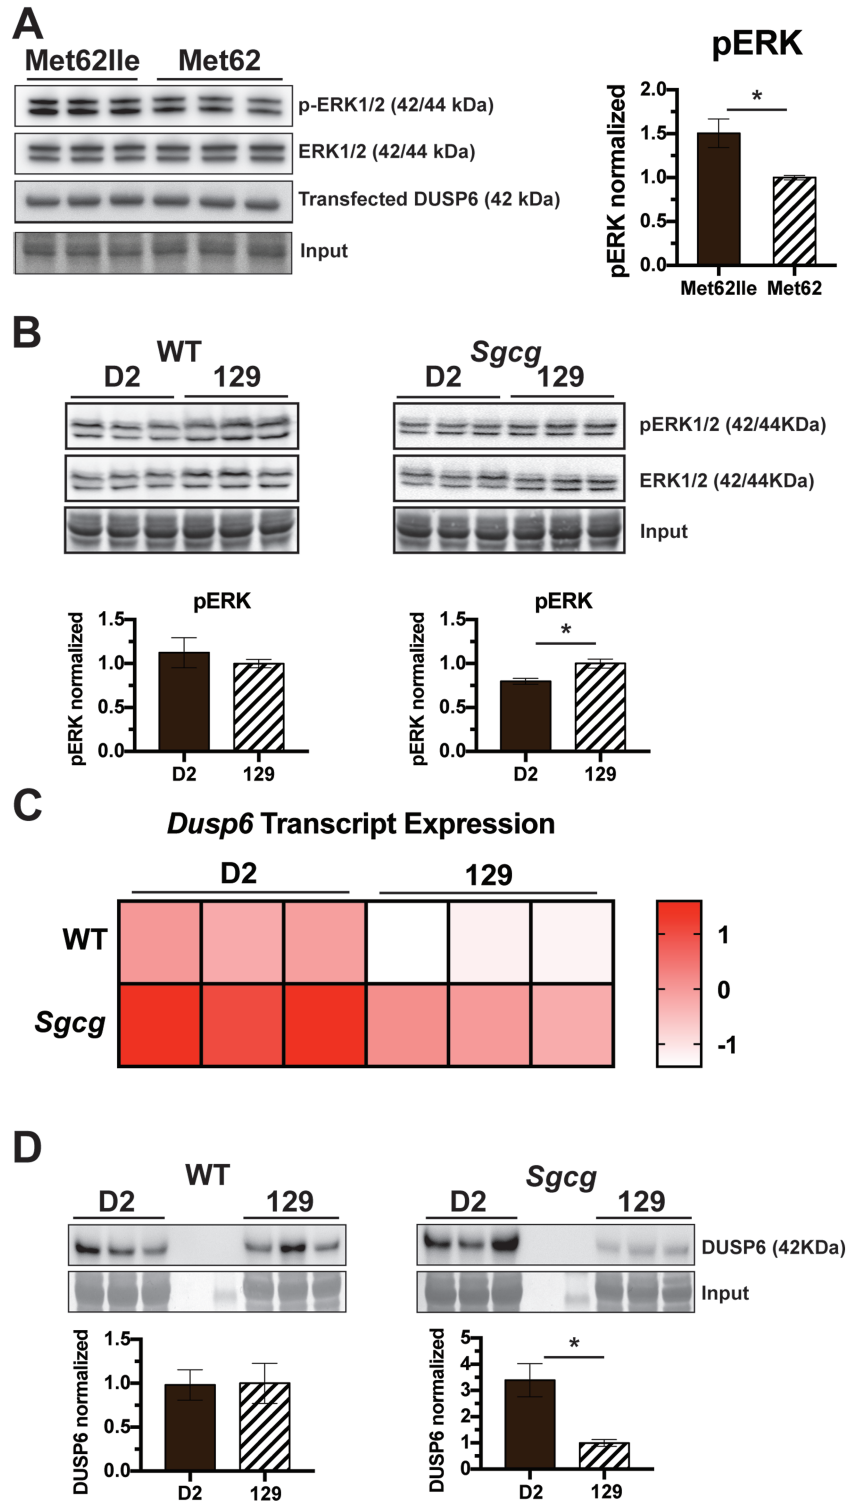 A
Met62Ile Met62
p-ERK1/2 (42/44 kDa)
ERK1/2 (42/44 kDa)
Transfected DUSP6 (42 kDa)
Input
pERK
pERK normalized
2.0
1.5
1.0
0.5
0.0
*
Met62Ile Met62
B
WT
D2 129
Sgcg
D2 129
pERK1/2 (42/44KDa)
ERK1/2 (42/44KDa)
Input
pERK
pERK normalized
1.5
1.0
0.5
0.0
D2 129
pERK
pERK normalized
1.5
1.0
0.5
0.0
*
D2 129
C
Dusp6 Transcript Expression
D2 129
WT
Sgcg
1
0
-1
D
WT
D2 129
Sgcg
D2 129
DUSP6 (42KDa)
Input
DUSP6 normalized
1.5
1.0
0.5
0.0
D2 129
DUSP6 normalized
5
4
3
2
1
0
*
D2 129